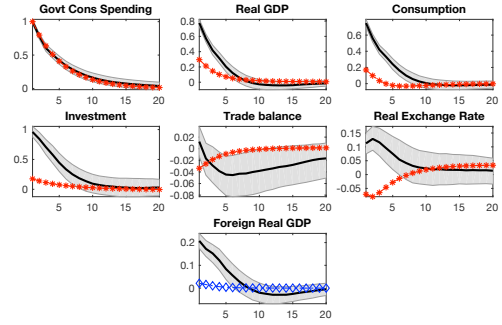 Govt Cons Spending
Real GDP
Consumption
1
0.5
0
5 10 15 20
0.8
0.6
0.4
0.2
0
5 10 15 20
0.6
0.4
0.2
0
5 10 15 20
Investment
Trade balance
Real Exchange Rate
1
0.5
0
5 10 15 20
0.02
0
-0.02
-0.04
-0.06
-0.08
5 10 15 20
0.15
0.1
0.05
0
-0.05
5 10 15 20
Foreign Real GDP
0.2
0.1
0
5 10 15 20